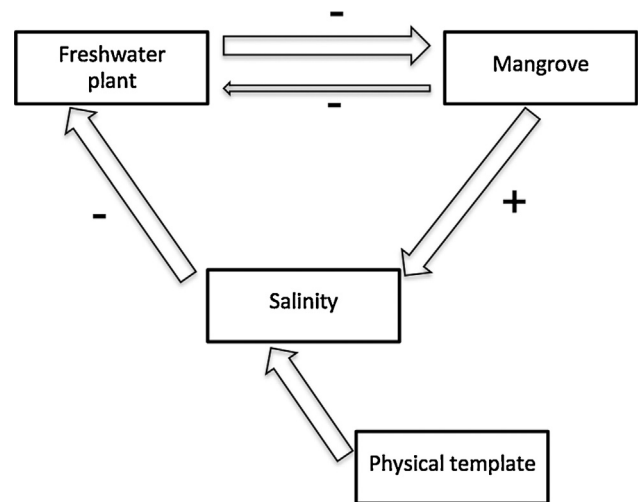 -
Freshwater
plant
Mangrove
-
-
+
Salinity
Physical template